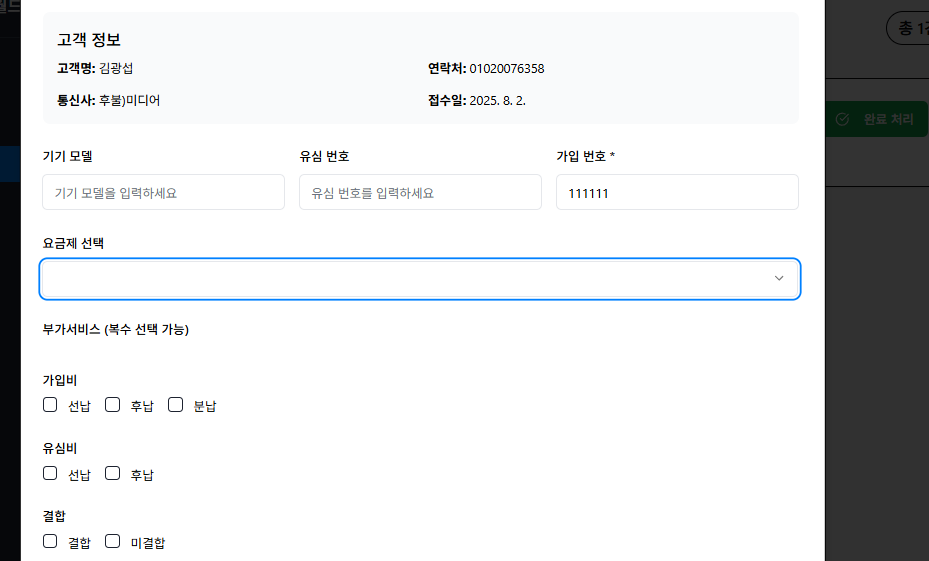 월드
총 1
고객 정보
고객명: 김광섭
연락처: 01020076358
통신사: 후불)미디어
접수일: 2025. 8. 2.
완료 처리
기기 모델
유심 번호
가입 번호 *
기기 모델을 입력하세요
유심 번호를 입력하세요
111111
요금제 선택
부가서비스 (복수 선택 가능)
가입비
선납
후납
분납
유심비
선납
후납
결합
결합
미결합